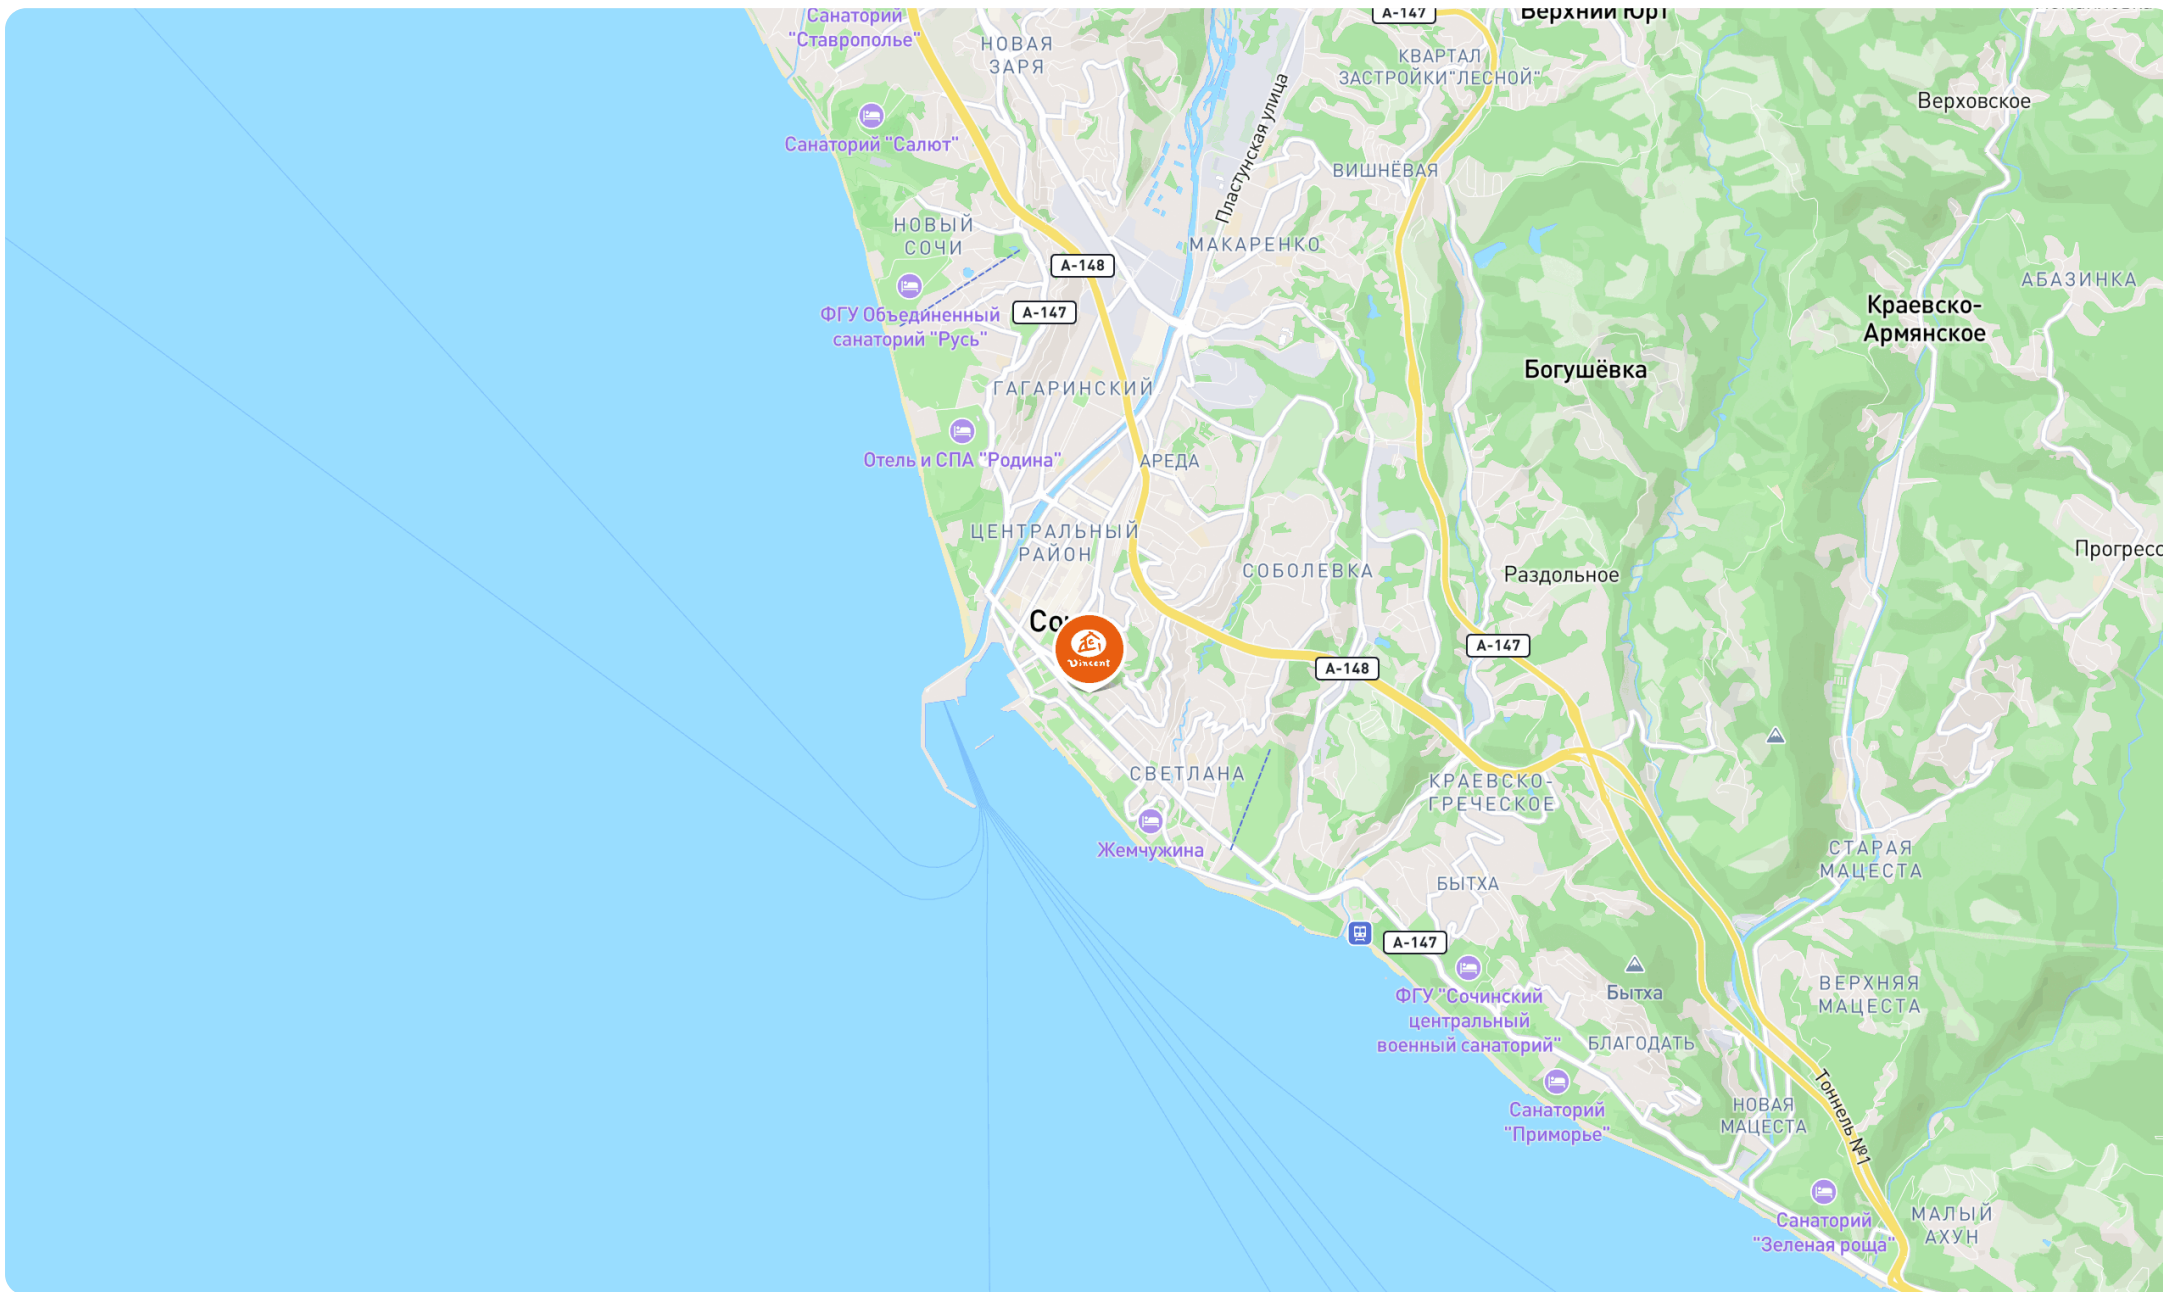 Санаторий
"Ставрополье"
НОВАЯ
ЗАРЯ
А-147
Верхний Юрт
КВАРТАЛ
ЗАСТРОЙКИ"ЛЕСНОЙ"
Пластунская улица
Верховское
Санаторий "Салют"
ВИШНЁВАЯ
НОВЫЙ
СОЧИ
МАКАРЕНКО
А-148
АБАЗИНКА
ФГУ Объединенный
санаторий "Русь"
А-147
Краевско-
Армянское
Богушёвка
ГАГАРИНСКИЙ
Отель и СПА "Родина"
АРЕДА
ЦЕНТРАЛЬНЫЙ
РАЙОН
Прогресс
СОБОЛЕВКА
Раздольное
Со
Vincent
А-147
А-148
СВЕТЛАНА
КРАЕВСКО-
ГРЕЧЕСКОЕ
Жемчужина
СТАРАЯ
МАЦЕСТА
БЫТХА
А-147
ФГУ "Сочинский
центральный
военный санаторий"
Бытха
ВЕРХНЯЯ
МАЦЕСТА
БЛАГОДАТЬ
Санаторий
"Приморье"
НОВАЯ
МАЦЕСТА
Тоннель №1
Санаторий
"Зеленая роща"
МАЛЫЙ
АХУН